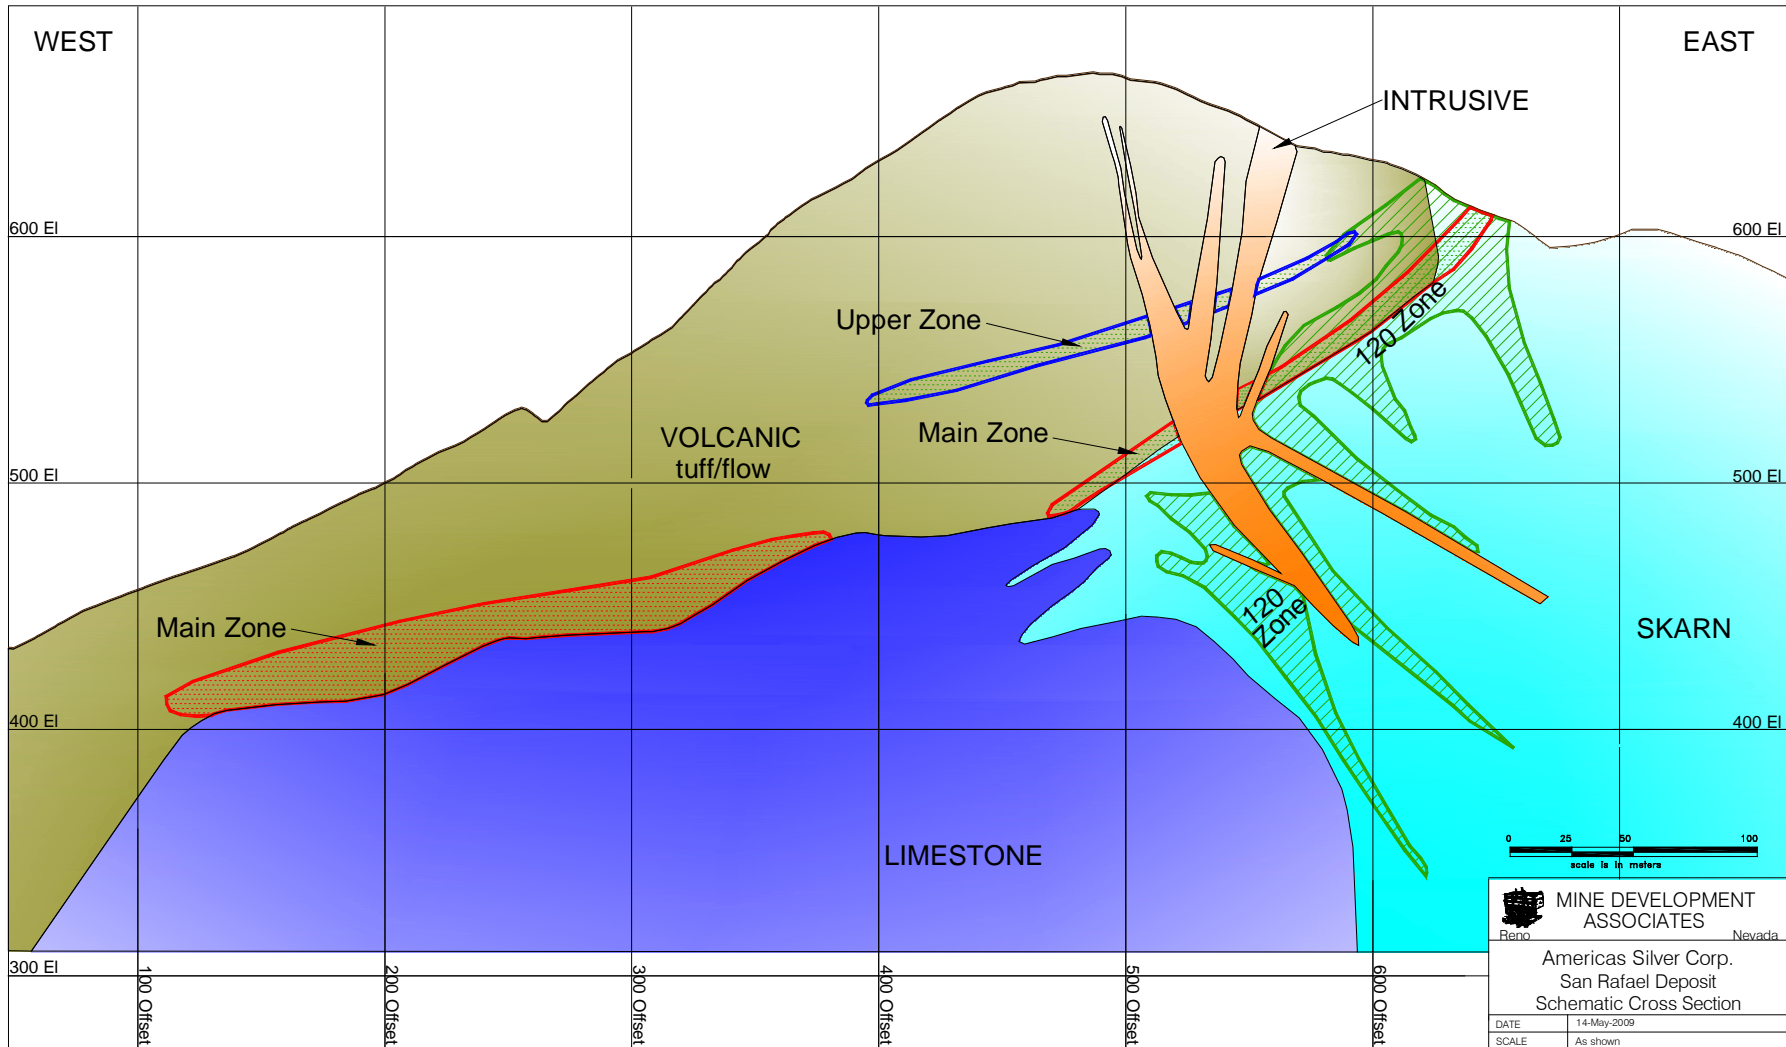 WEST
EAST
INTRUSIVE
600 El
600 El
Upper Zone
120 Zone
Main Zone
VOLCANIC
tuff/flow
500 El
500 El
Main Zone
120
Zone
SKARN
400 El
400 El
LIMESTONE
0 25 50 100
scale is in meters
MINE DEVELOPMENT
ASSOCIATES
Reno Nevada
Americas Silver Corp.
San Rafael Deposit
Schematic Cross Section
DATE 14-May-2009
SCALE As shown
300 El
100 Offset
200 Offset
300 Offset
400 Offset
500 Offset
600 Offset